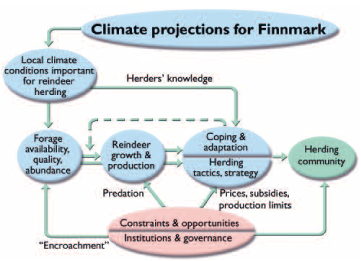 Climate projections for Finnmark
Local climate
conditions important
for reindeer
herding
Herders' knowledge
Forage
availability,
quality,
abundance
Reindeer
growth &
production
Coping &
adaptation
Herding
tactics, strategy
Herding
community
Predation
Prices, subsidies,
production limits
Constraints & opportunities
Institutions & governance
"Encroachment"